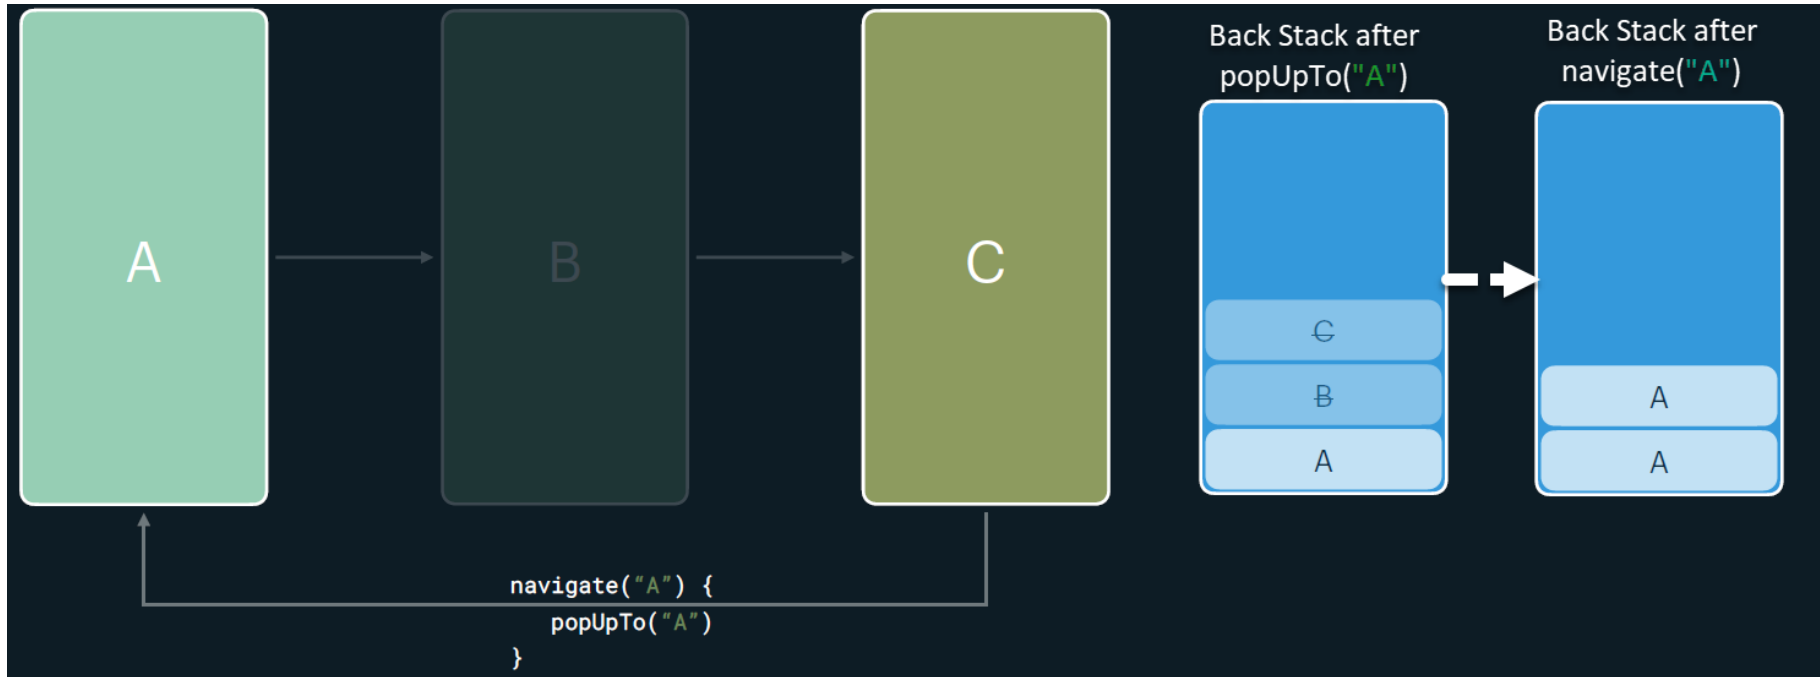 A
B
C
navigate(“A”) {
popUpTo(“A”)
}
Back Stack after
popUpTo("A")
C
B
A
Back Stack after
navigate("A")
A
A